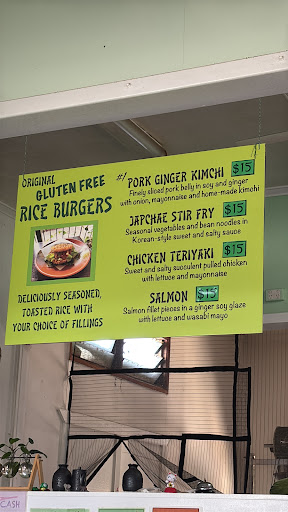 ORIGINAL
GLUTEN FREE
RICE BURGERS
DELICIOUSLY SEASONED,
TOASTED RICE WITH
YOUR CHOICE OF FILLINGS
#1 PORK GINGER KIMCHI $15
Finely sliced pork belly in soy and ginger
with onion, mayonnaise and home-made kimchi
JAPCHAE STIR FRY $15
Seasonal vegetables and bean noodles in
Korean-style sweet and salty sauce
CHICKEN TERIYAKI $15
Sweet and salty succulent pulled chicken
with lettuce and mayonnaise
SALMON $15
Salmon fillet pieces in a ginger soy glaze
with lettuce and wasabi mayo
CASH